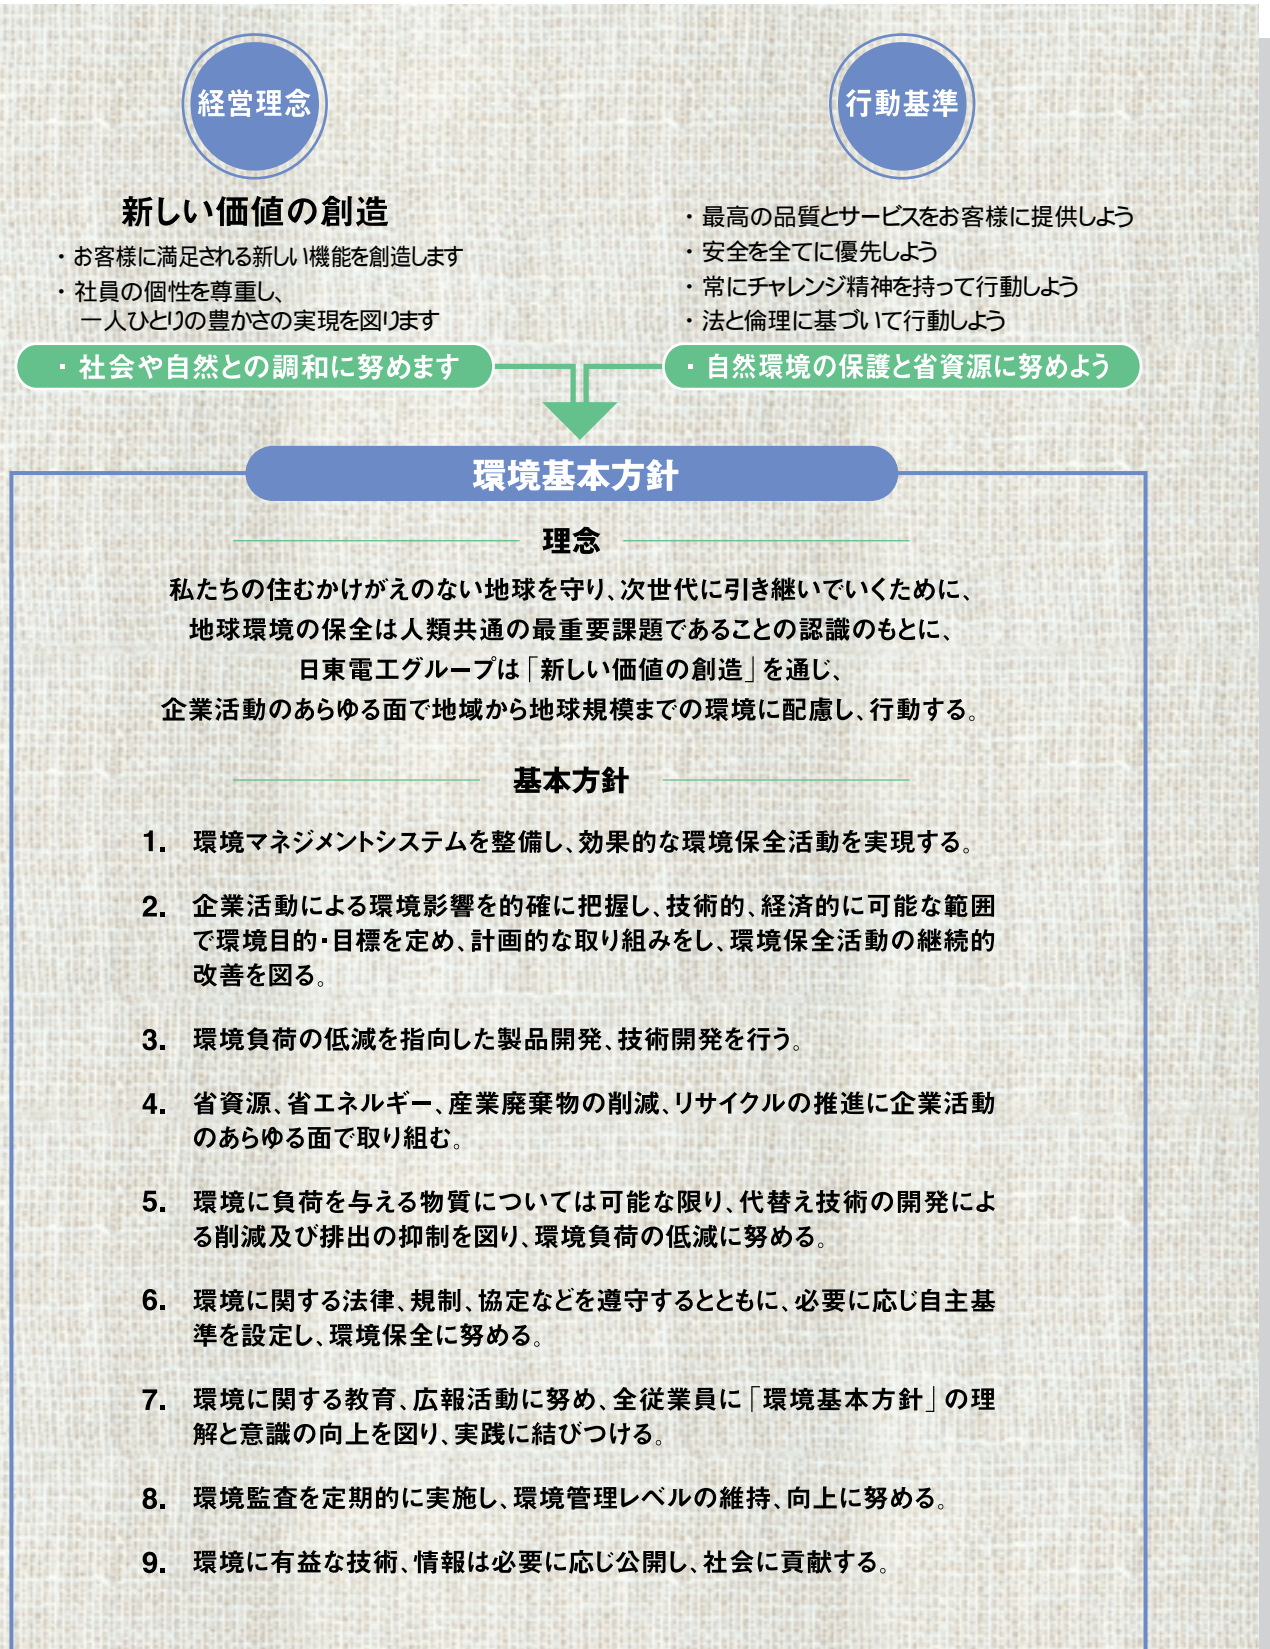 経営理念
新しい価値の創造
・お客様に満足される新しい機能を創造します
・社員の個性を尊重し、
一人ひとりの豊かさの実現を図ります
・社会や自然との調和に努めます
行動基準
・最高の品質とサービスをお客様に提供しよう
・安全を全てに優先しよう
・常にチャレンジ精神を持って行動しよう
・法と倫理に基づいて行動しよう
・自然環境の保護と省資源に努めよう
環境基本方針
理念
私たちの住むかけがえのない地球を守り、次世代に引き継いでいくために、
地球環境の保全は人類共通の最重要課題であることの認識のもとに、
日東電工グループは「新しい価値の創造」を通じ、
企業活動のあらゆる面で地域から地球規模までの環境に配慮し、行動する。
基本方針
1. 環境マネジメントシステムを整備し、効果的な環境保全活動を実現する。
2. 企業活動による環境影響を的確に把握し、技術的、経済的に可能な範囲
で環境目的・目標を定め、計画的な取り組みをし、環境保全活動の継続的
改善を図る。
3. 環境負荷の低減を指向した製品開発、技術開発を行う。
4. 省資源、省エネルギー、産業廃棄物の削減、リサイクルの推進に企業活動
のあらゆる面で取り組む。
5. 環境に負荷を与える物質については可能な限り、代替え技術の開発によ
る削減及び排出の抑制を図り、環境負荷の低減に努める。
6. 環境に関する法律、規制、協定などを遵守するとともに、必要に応じ自主基
準を設定し、環境保全に努める。
7. 環境に関する教育、広報活動に努め、全従業員に「環境基本方針」の理
解と意識の向上を図り、実践に結びつける。
8. 環境監査を定期的に実施し、環境管理レベルの維持、向上に努める。
9. 環境に有益な技術、情報は必要に応じ公開し、社会に貢献する。